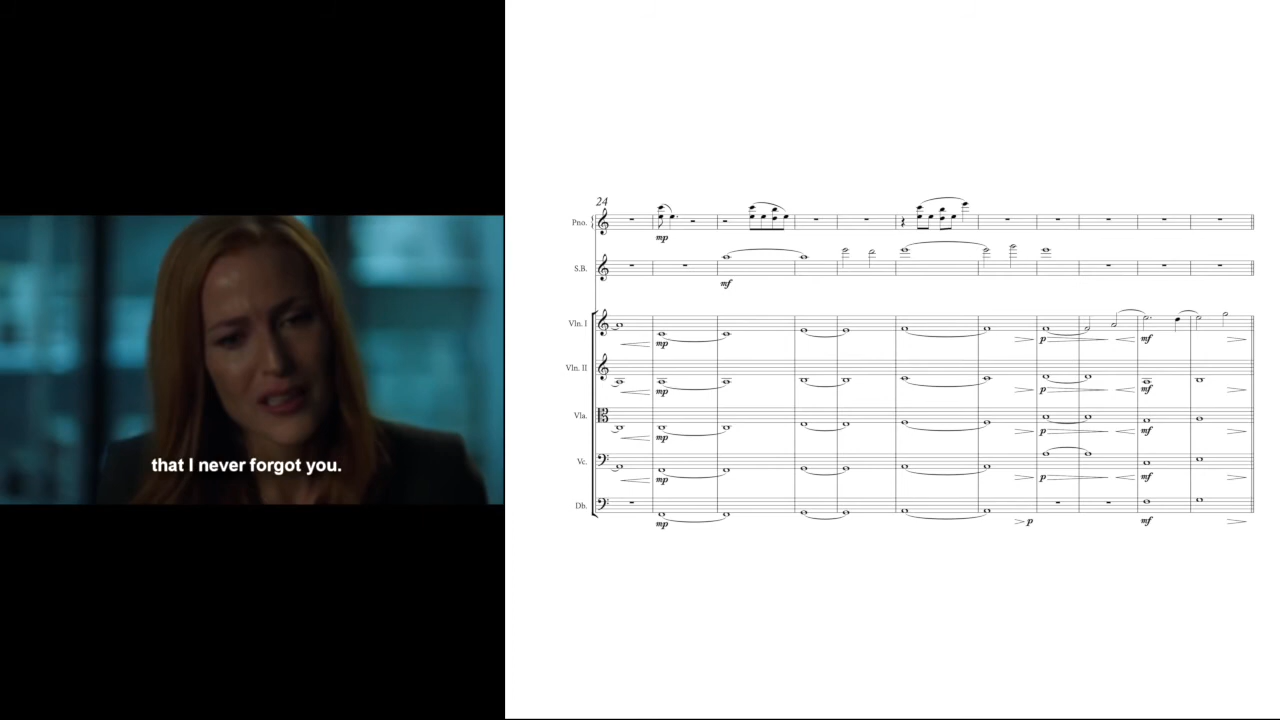 that I never forgot you.
24
Pno.
mp
S.B.
mf
Vln. I
mp
p
mf
Vln. II
mp
p
mf
Vla.
mp
p
mf
Vc.
mp
p
mf
Db.
mp
p
mf